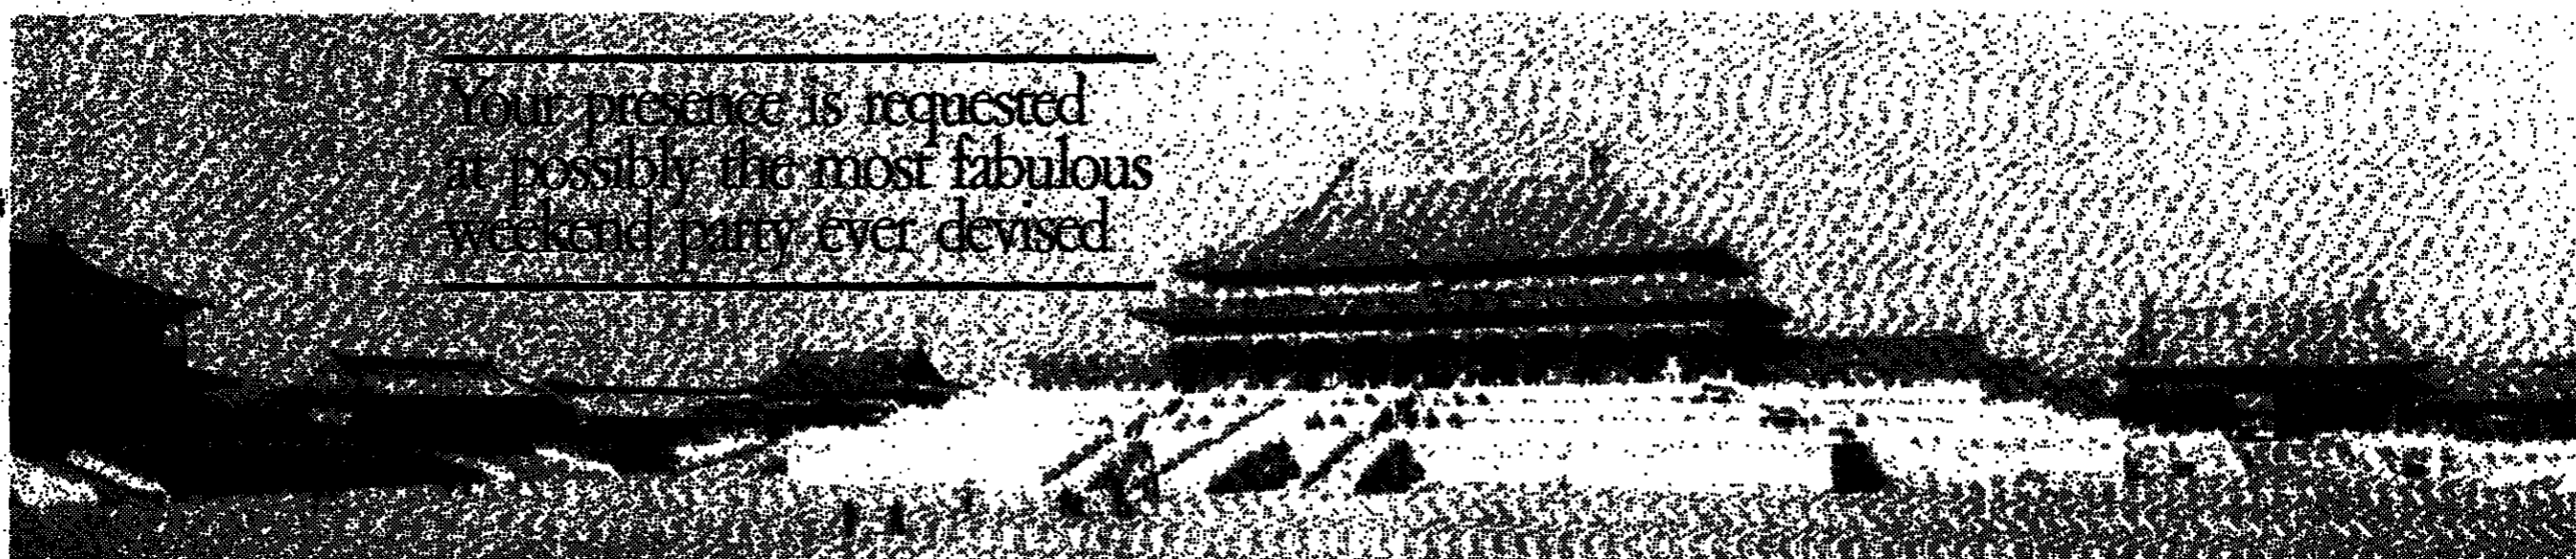 Your presence is requested
at possibly the most fabulous
weekend party ever devised